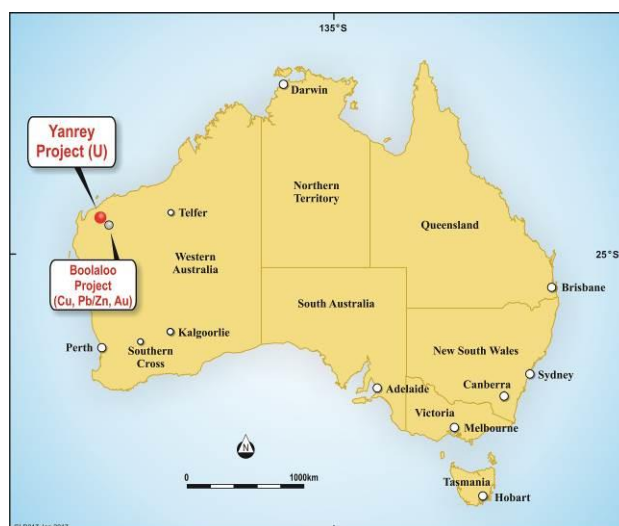 135°S
Darwin
Yanrey
Project (U)
Northern
Territory
Telfer
Queensland
Western
Australia
25°S
Boolaloo
Project
(Cu, Pb/Zn, Au)
Brisbane
South Australia
Kalgoorlie
Perth
Southern
Cross
New South Wales
Sydney
Adelaide
Canberra
Victoria
Melbourne
N
0
1000km
Tasmania
Hobart